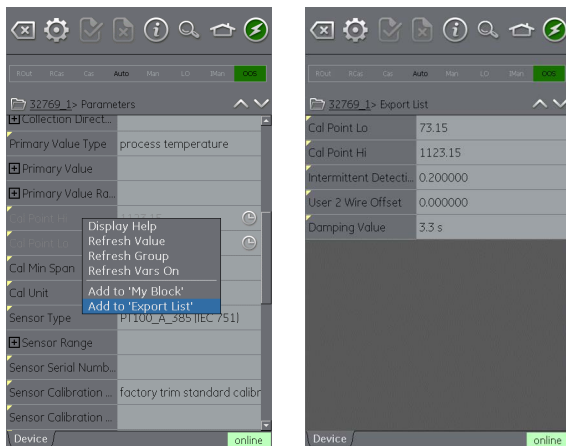 ROut RCas Cas Auto Man LO IMan OOS
32769_1> Parameters
Collection Direct...
Primary Value Type process temperature
Primary Value
Primary Value Ra...
Cal Point Hi 1123.15
Cal Point Lo
Cal Min Span
Cal Unit
Sensor Type PT100_A_385 (IEC 751)
Sensor Range
Sensor Serial Numb...
Sensor Calibration ... factory trim standard calibr
Sensor Calibration ...
Display Help
Refresh Value
Refresh Group
Refresh Vars On
Add to 'My Block'
Add to 'Export List'
Device online
ROut RCas Cas Auto Man LO IMan OOS
32769_1> Export List
Cal Point Lo 73.15
Cal Point Hi 1123.15
Intermittent Detecti... 0.200000
User 2 Wire Offset 0.000000
Damping Value 3.3 s
Device online